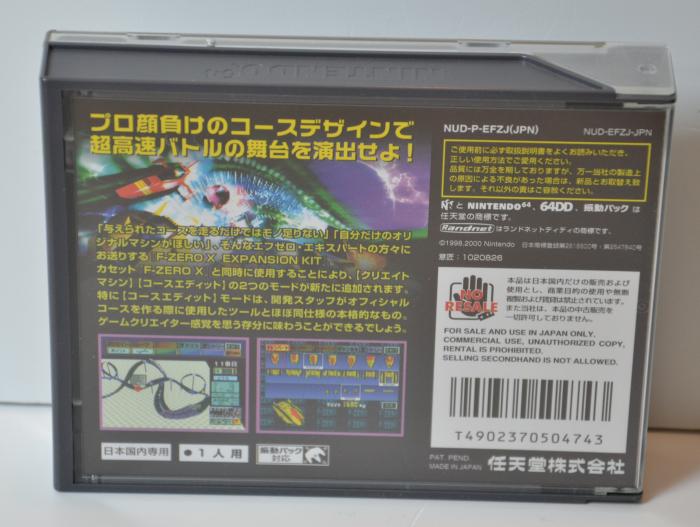 NINTENDO64
プロ顔負けのコースデザインで
超高速バトルの舞台を演出せよ!
「与えられたコースを走るだけではモノ足りない」「自分だけのオリ
ジナルマシンがほしい」、そんなエフゼロ・エキスパートの方々に
お送りする F-ZERO X EXPANSION KIT
カセット F-ZERO X と同時に使用することにより、【クリエイト
マシン】【コースエディット】の2つのモードが新たに追加されます。
特に【コースエディット】モードは、開発スタッフがオフィシャル
コースを作る際に使用したツールとほぼ同仕様の本格的なもの。
ゲームクリエイター感覚を思う存分に味わうことができるでしょう。
11番目
日本国内専用
●1人用
振動パック
対応
NUD-P-EFZJ(JPN)
NUD-EFZJ-JPN
ご使用前に必ず取扱説明書をよくお読みいただき、
正しい使用方法でご愛用ください。
品質には万全を期しておりますが、万一当社の製造上
の原因による不良があった場合は、新品とお取替え致
します。それ以外の責はご容赦ください。
と NINTENDO64、64DD、振動パック は
任天堂の商標です。
Randnet はランドネットディディの商標です。
©1998,2000 Nintendo
意匠:1020826
NO
RESALE
本品は日本国内だけの販売および
使用とし、商業目的の使用や無断
複製および賃貸は禁止されています。
また当社は、本品の中古販売を
一切許可しておりません。
FOR SALE AND USE IN JAPAN ONLY.
COMMERCIAL USE, UNAUTHORIZED COPY,
RENTAL IS PROHIBITED.
SELLING SECONDHAND IS NOT ALLOWED.
T4902370504743
PAT. PEND.
MADE IN JAPAN
任天堂株式会社